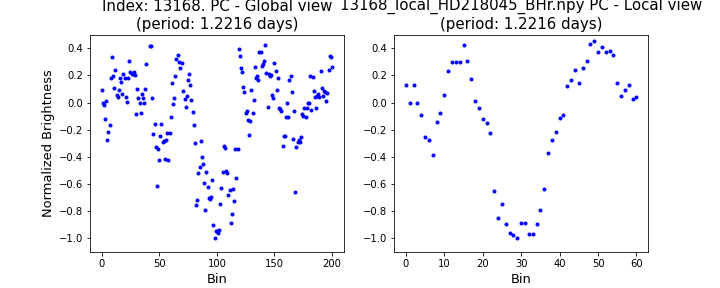 Index: 13168. PC - Global view
(period: 1.2216 days)
13168_local_HD218045_BHr.npy PC - Local view
(period: 1.2216 days)
Normalized Brightness
0.4
0.2
0.0
−0.2
−0.4
−0.6
−0.8
−1.0
0 50 100 150 200
Bin
0.4
0.2
0.0
−0.2
−0.4
−0.6
−0.8
−1.0
0 10 20 30 40 50 60
Bin